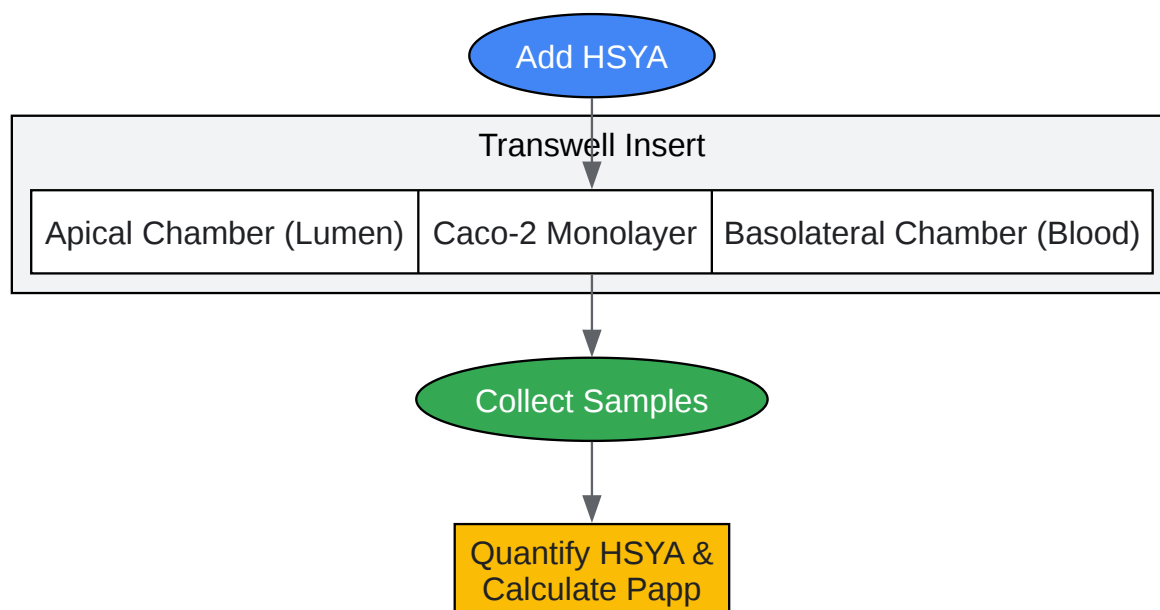 Add HSYA
Transwell Insert
Apical Chamber (Lumen)
Caco-2 Monolayer
Basolateral Chamber (Blood)
Collect Samples
Quantify HSYA &
Calculate Papp